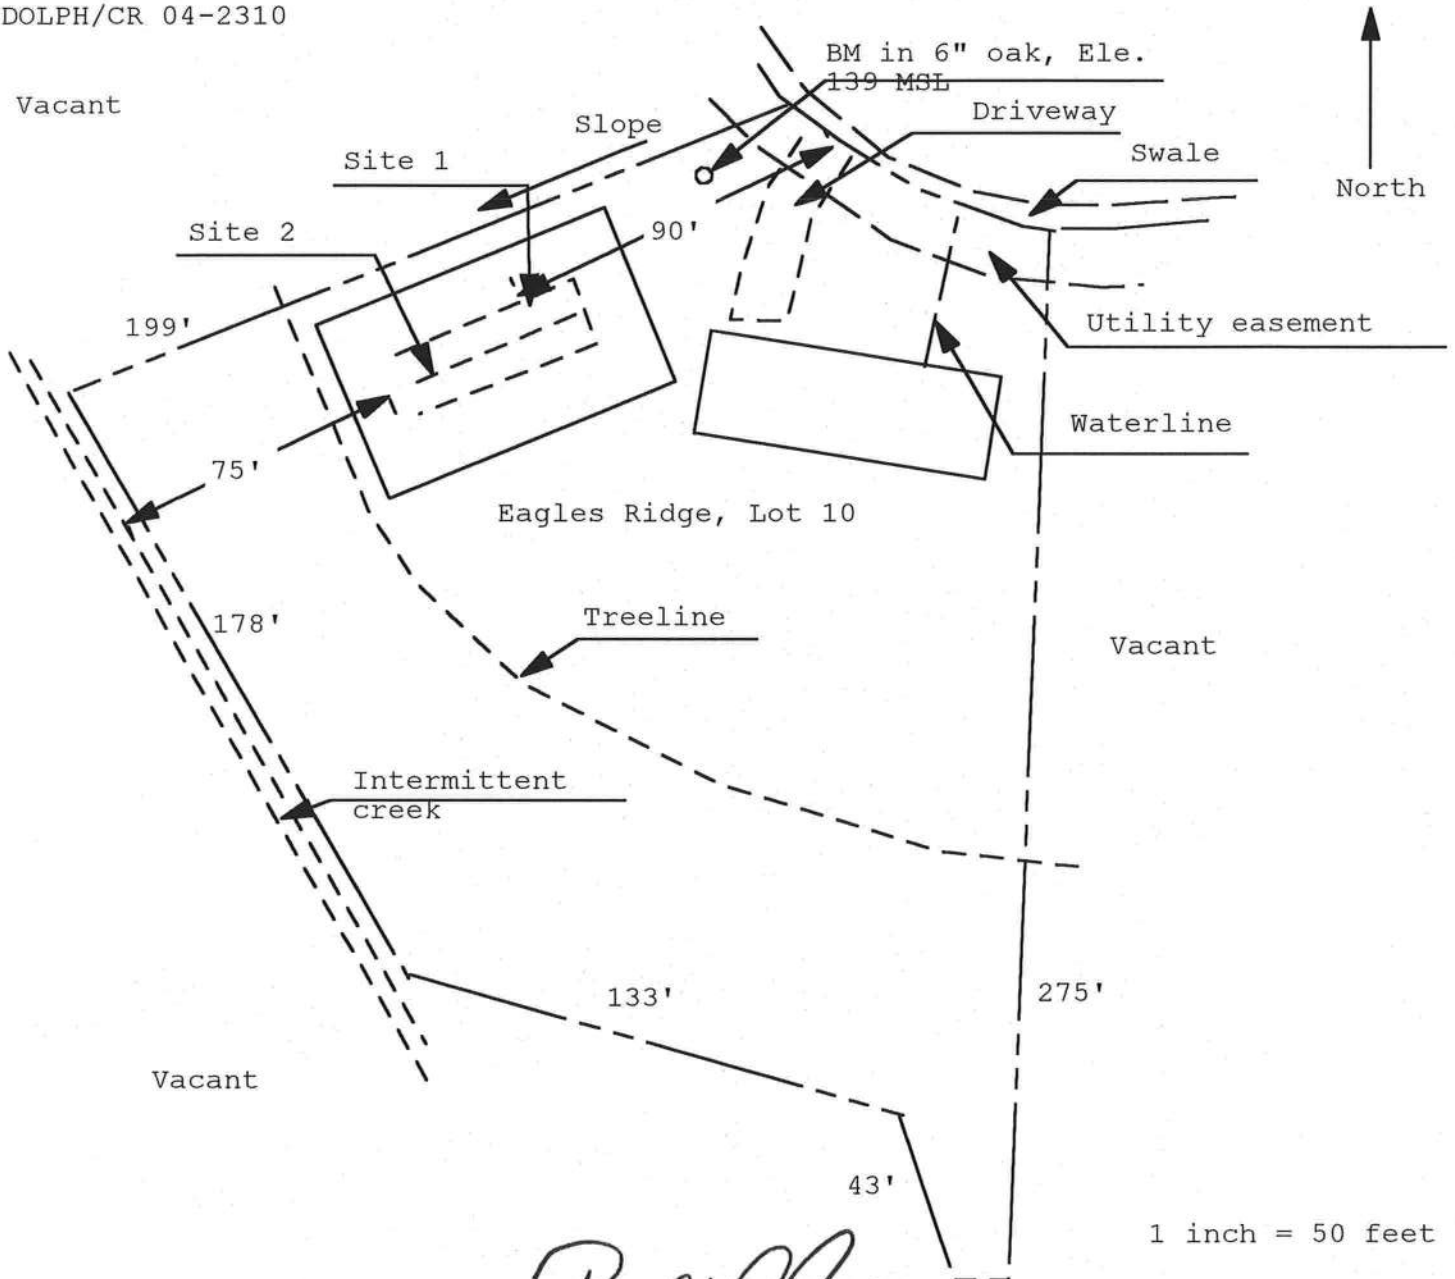 DOLPH/CR 04-2310
BM in 6" oak, Ele.
139 MSL
Vacant
Slope
Driveway
Site 1
Swale
North
Site 2
90'
199'
Utility easement
Waterline
75'
Eagles Ridge, Lot 10
178'
Treeline
Vacant
Intermittent
creek
133'
275'
Vacant
43'
1 inch = 50 feet